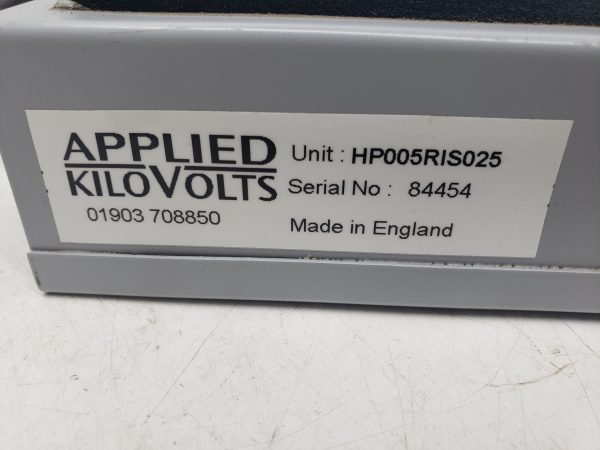 APPLIED
KILOVOLTS
01903 708850
Unit : HP005RIS025
Serial No : 84454
Made in England